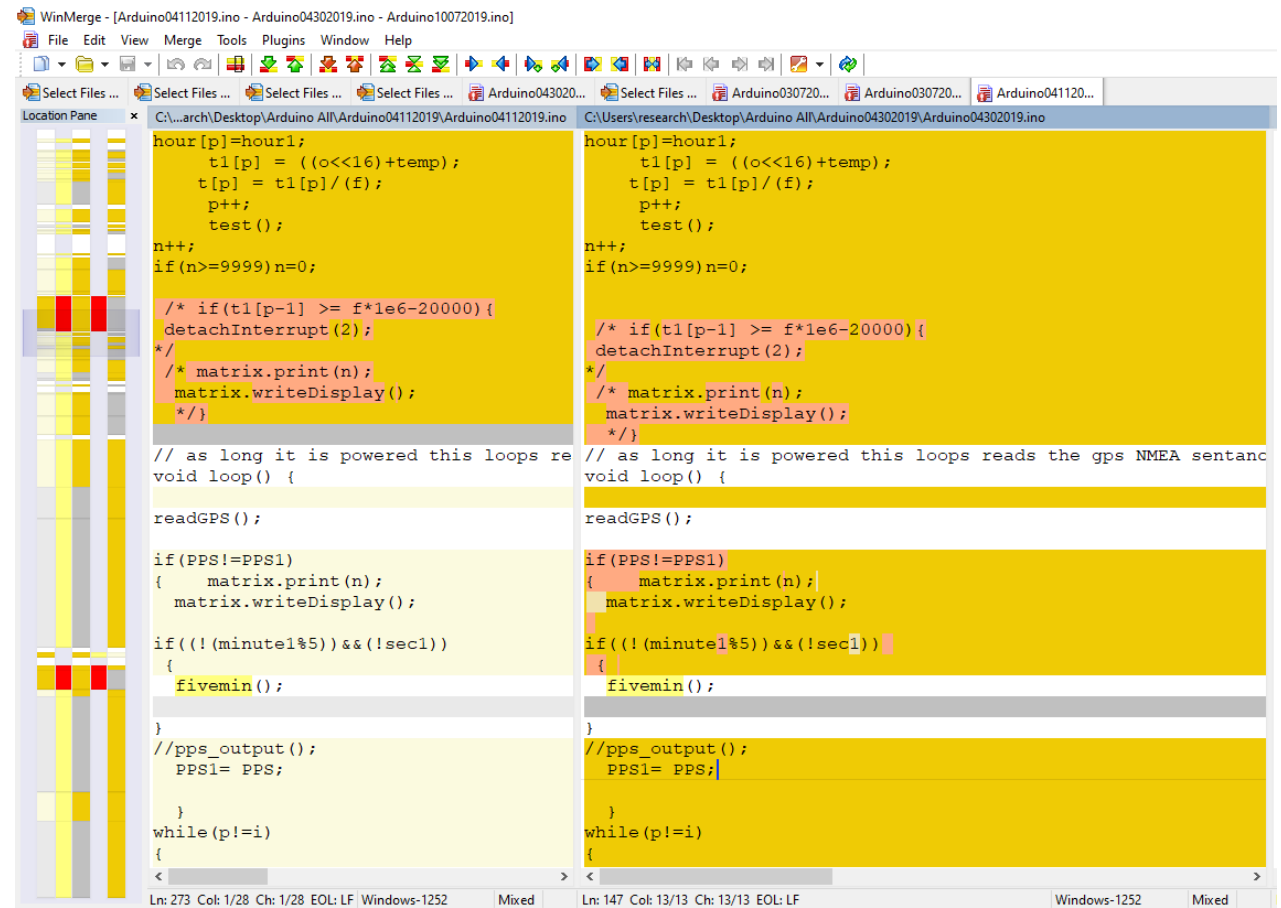 WinMerge - [Arduino04112019.ino - Arduino04302019.ino - Arduino10072019.ino]
File Edit View Merge Tools Plugins Window Help
Select Files ... Select Files ... Select Files ... Select Files ... Arduino043020... Select Files ... Arduino030720... Arduino030720... Arduino041120...
Location Pane x
C:\...arch\Desktop\Arduino All\Arduino04112019\Arduino04112019.ino
hour[p]=hour1;
t1[p] = ((o<<16)+temp);
t[p] = t1[p]/(f);
p++;
test();
n++;
if(n>=9999)n=0;
/* if(t1[p-1] >= f*1e6-20000){
detachInterrupt(2);
*/
/* matrix.print(n);
matrix.writeDisplay();
*/}
// as long it is powered this loops re
void loop() {
readGPS();
if(PPS!=PPS1)
{    matrix.print(n);
matrix.writeDisplay();
if((!(minute1%5))&&(!sec1))
{
fivemin();
}
//pps_output();
PPS1= PPS;
}
while(p!=i)
{
Ln: 273 Col: 1/28 Ch: 1/28 EOL: LF Windows-1252 Mixed
C:\Users\research\Desktop\Arduino All\Arduino04302019\Arduino04302019.ino
hour[p]=hour1;
t1[p] = ((o<<16)+temp);
t[p] = t1[p]/(f);
p++;
test();
n++;
if(n>=9999)n=0;
/* if(t1[p-1] >= f*1e6-20000){
detachInterrupt(2);
*/
/* matrix.print(n);
matrix.writeDisplay();
*/}
// as long it is powered this loops reads the gps NMEA sentanc
void loop() {
readGPS();
if(PPS!=PPS1)
{    matrix.print(n);
matrix.writeDisplay();
if((!(minute1%5))&&(!sec1))
{
fivemin();
}
//pps_output();
PPS1= PPS;
}
while(p!=i)
{
Ln: 147 Col: 13/13 Ch: 13/13 EOL: LF Windows-1252 Mixed